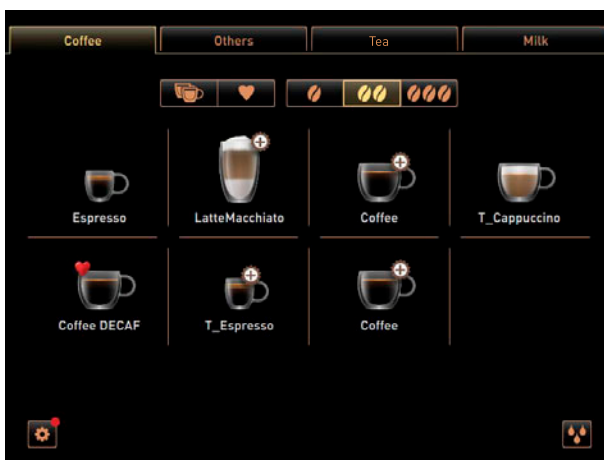 Coffee Others Tea Milk
Espresso LatteMacchiato Coffee T_Cappuccino
Coffee DECAF T_Espresso Coffee